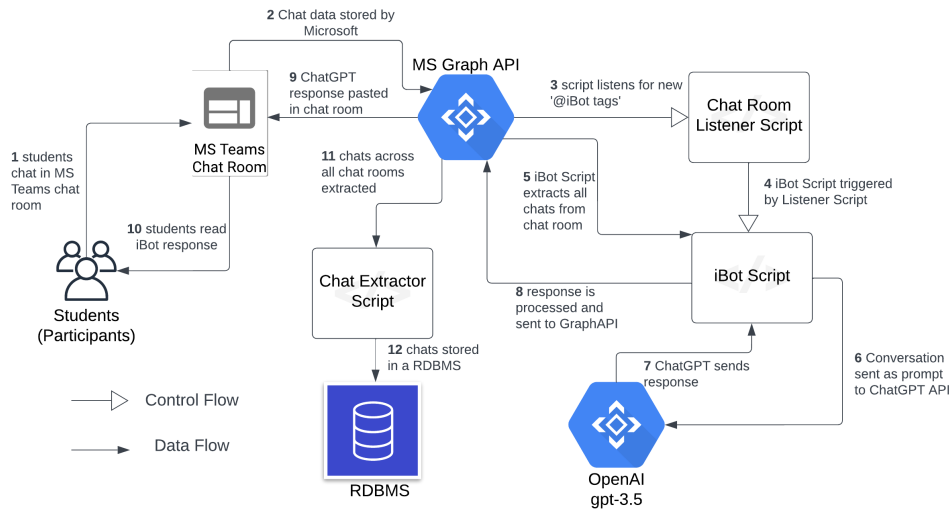 2 Chat data stored by
Microsoft
MS Graph API
9 ChatGPT
response pasted
in chat room
3 script listens for new
'@iBot tags'
Chat Room
Listener Script
MS Teams
Chat Room
1 students
chat in MS
Teams chat
room
11 chats across
all chat rooms
extracted
5 iBot Script
extracts all
chats from
chat room
4 iBot Script triggered
by Listener Script
10 students read
iBot response
Chat Extractor
Script
iBot Script
8 response is
processed and
sent to GraphAPI
Students
(Participants)
12 chats stored
in a RDBMS
7 ChatGPT sends
response
6 Conversation
sent as prompt
to ChatGPT API
Control Flow
Data Flow
RDBMS
OpenAI
gpt-3.5